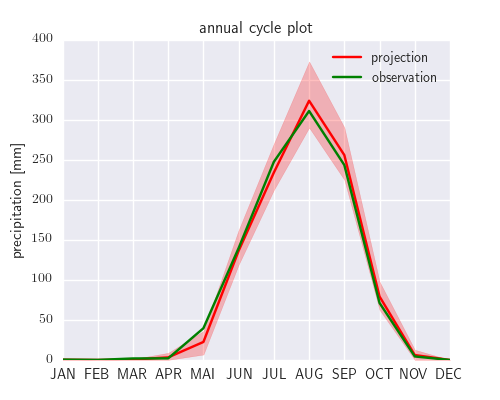 annual cycle plot
projection
observation
precipitation [mm]
400
350
300
250
200
150
100
50
0
JAN FEB MAR APR MAI JUN JUL AUG SEP OCT NOV DEC